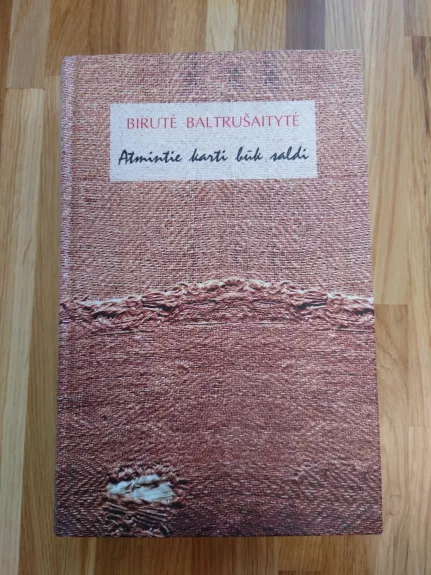 BIRUTĖ BALTRUŠAITYTĖ
Atmintie karti būk saldi